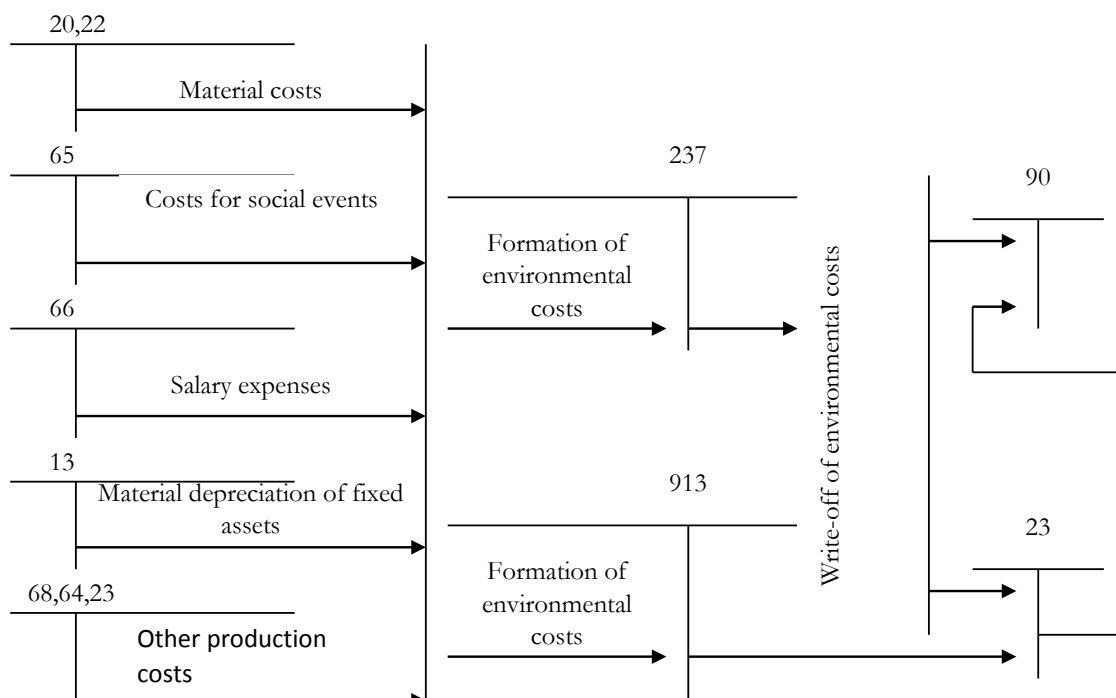 20,22
Material costs
65
Costs for social events
66
Salary expenses
13
Material depreciation of fixed
assets
68,64,23
Other production
costs
237
Formation of
environmental
costs
913
Formation of
environmental
costs
Write-off of environmental costs
90
23